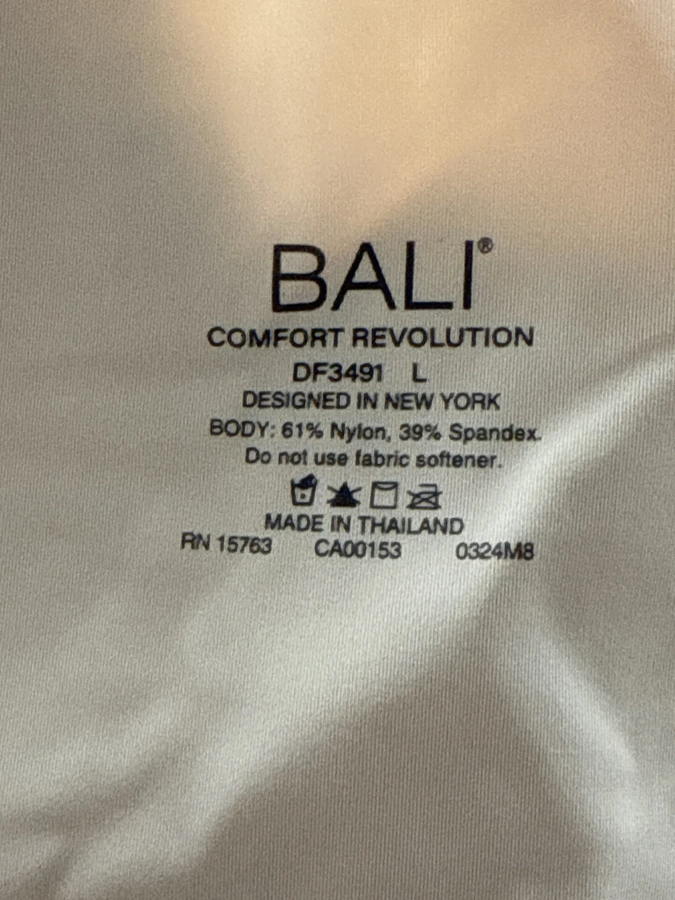 BALI®
COMFORT REVOLUTION
DF3491 L
DESIGNED IN NEW YORK
BODY: 61% Nylon, 39% Spandex.
Do not use fabric softener.
MADE IN THAILAND
RN 15763 CA00153 0324M8